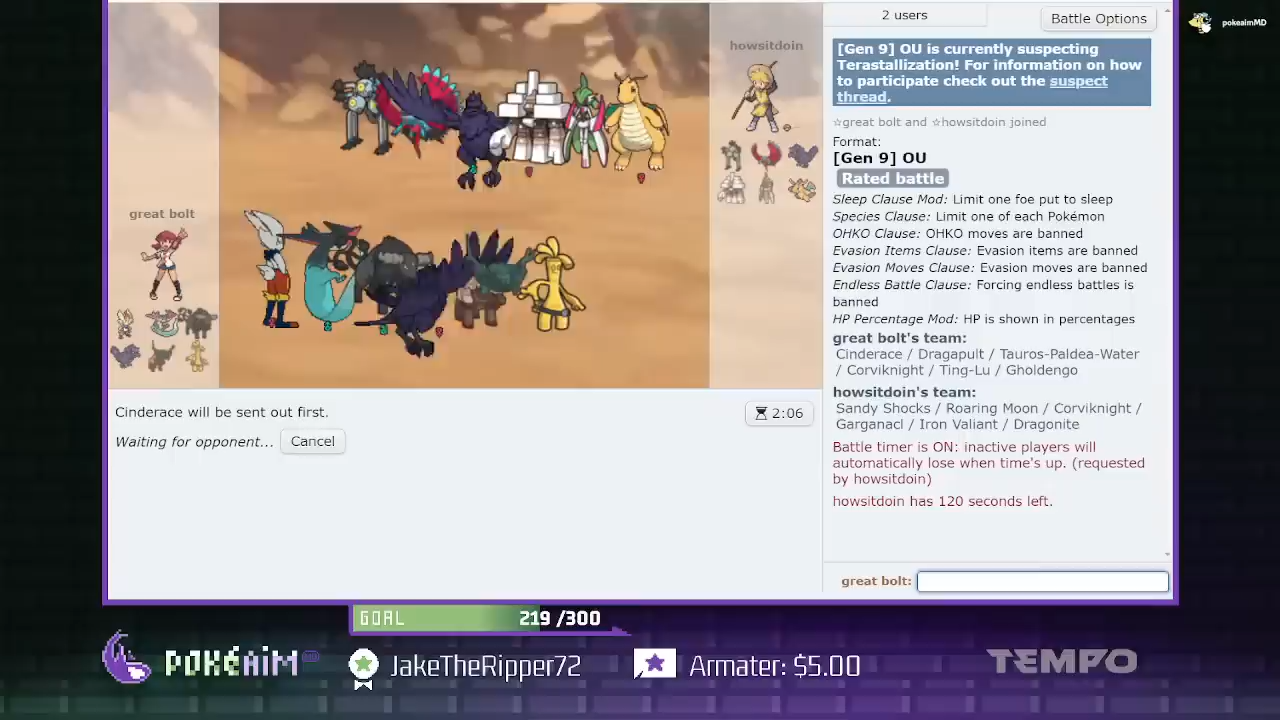 2 users
Battle Options
pokeaimMD
howsitdoin
great bolt
[Gen 9] OU is currently suspecting
Terastallization! For information on how
to participate check out the suspect
thread.
☆great bolt and ☆howsitdoin joined
Format:
[Gen 9] OU
Rated battle
Sleep Clause Mod: Limit one foe put to sleep
Species Clause: Limit one of each Pokémon
OHKO Clause: OHKO moves are banned
Evasion Items Clause: Evasion items are banned
Evasion Moves Clause: Evasion moves are banned
Endless Battle Clause: Forcing endless battles is
banned
HP Percentage Mod: HP is shown in percentages
great bolt's team:
Cinderace / Dragapult / Tauros-Paldea-Water
/ Corviknight / Ting-Lu / Gholdengo
howsitdoin's team:
Sandy Shocks / Roaring Moon / Corviknight /
Garganacl / Iron Valiant / Dragonite
Battle timer is ON: inactive players will
automatically lose when time's up. (requested
by howsitdoin)
howsitdoin has 120 seconds left.
great bolt:
Cinderace will be sent out first.
2:06
Waiting for opponent... Cancel
GOAL 219 /300
POKéAIM MD
JakeTheRipper72
Armater: $5.00
TEMPO